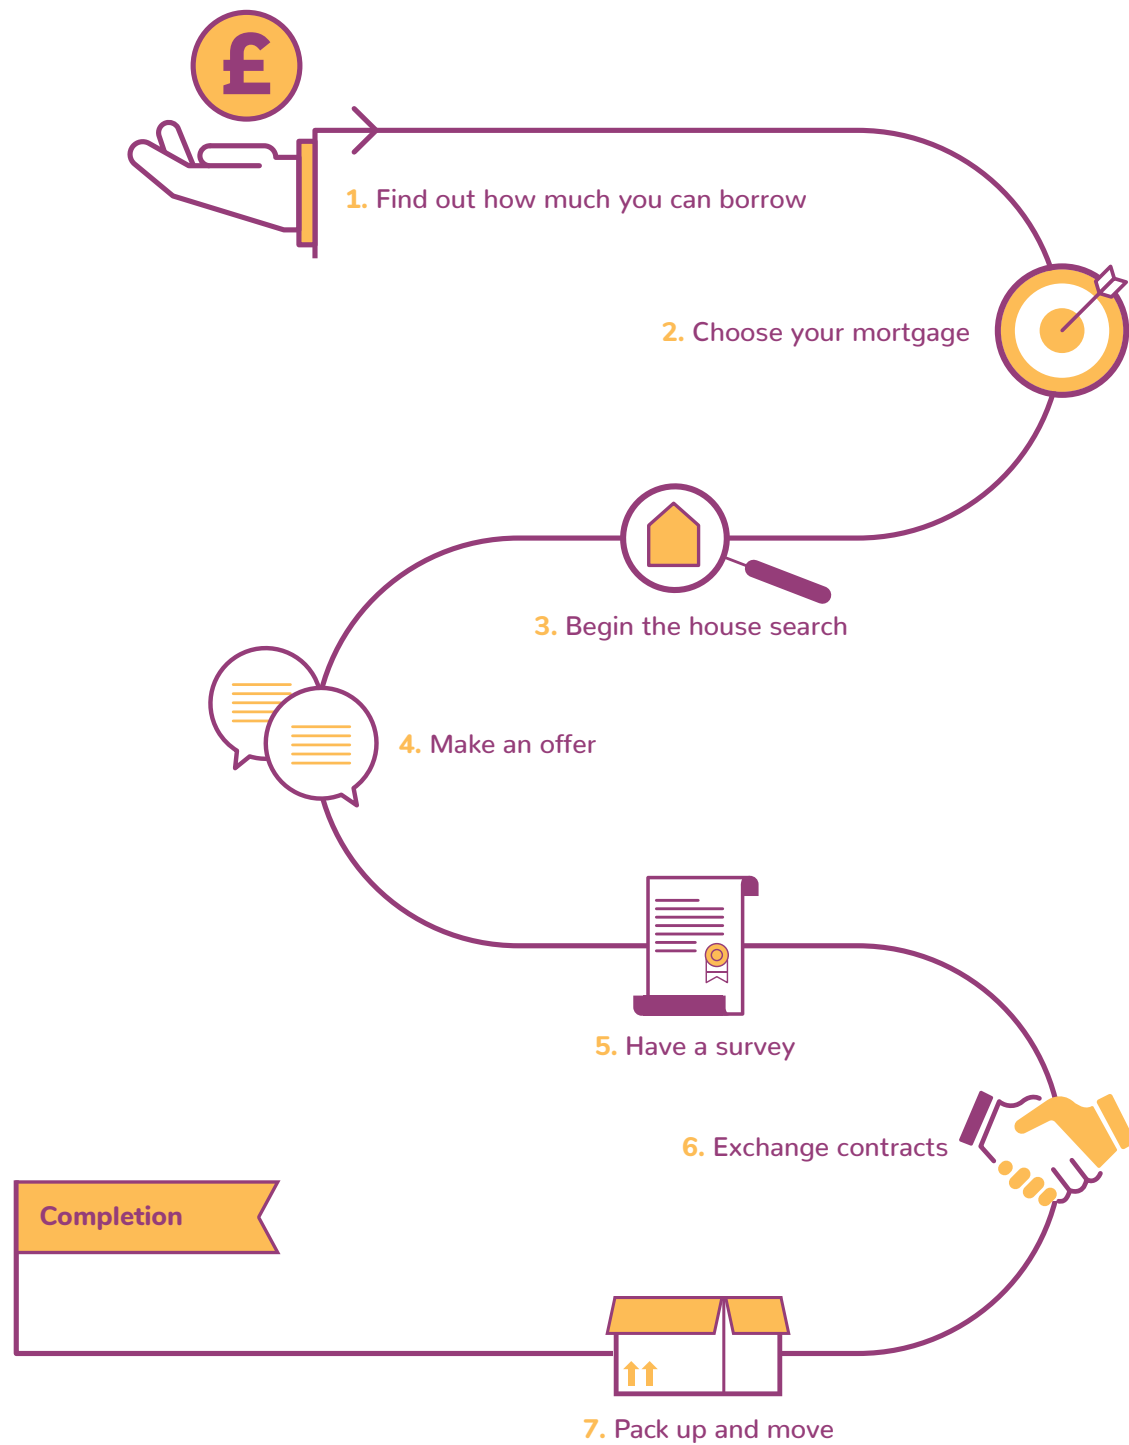 £
1. Find out how much you can borrow
2. Choose your mortgage
3. Begin the house search
4. Make an offer
5. Have a survey
6. Exchange contracts
Completion
7. Pack up and move